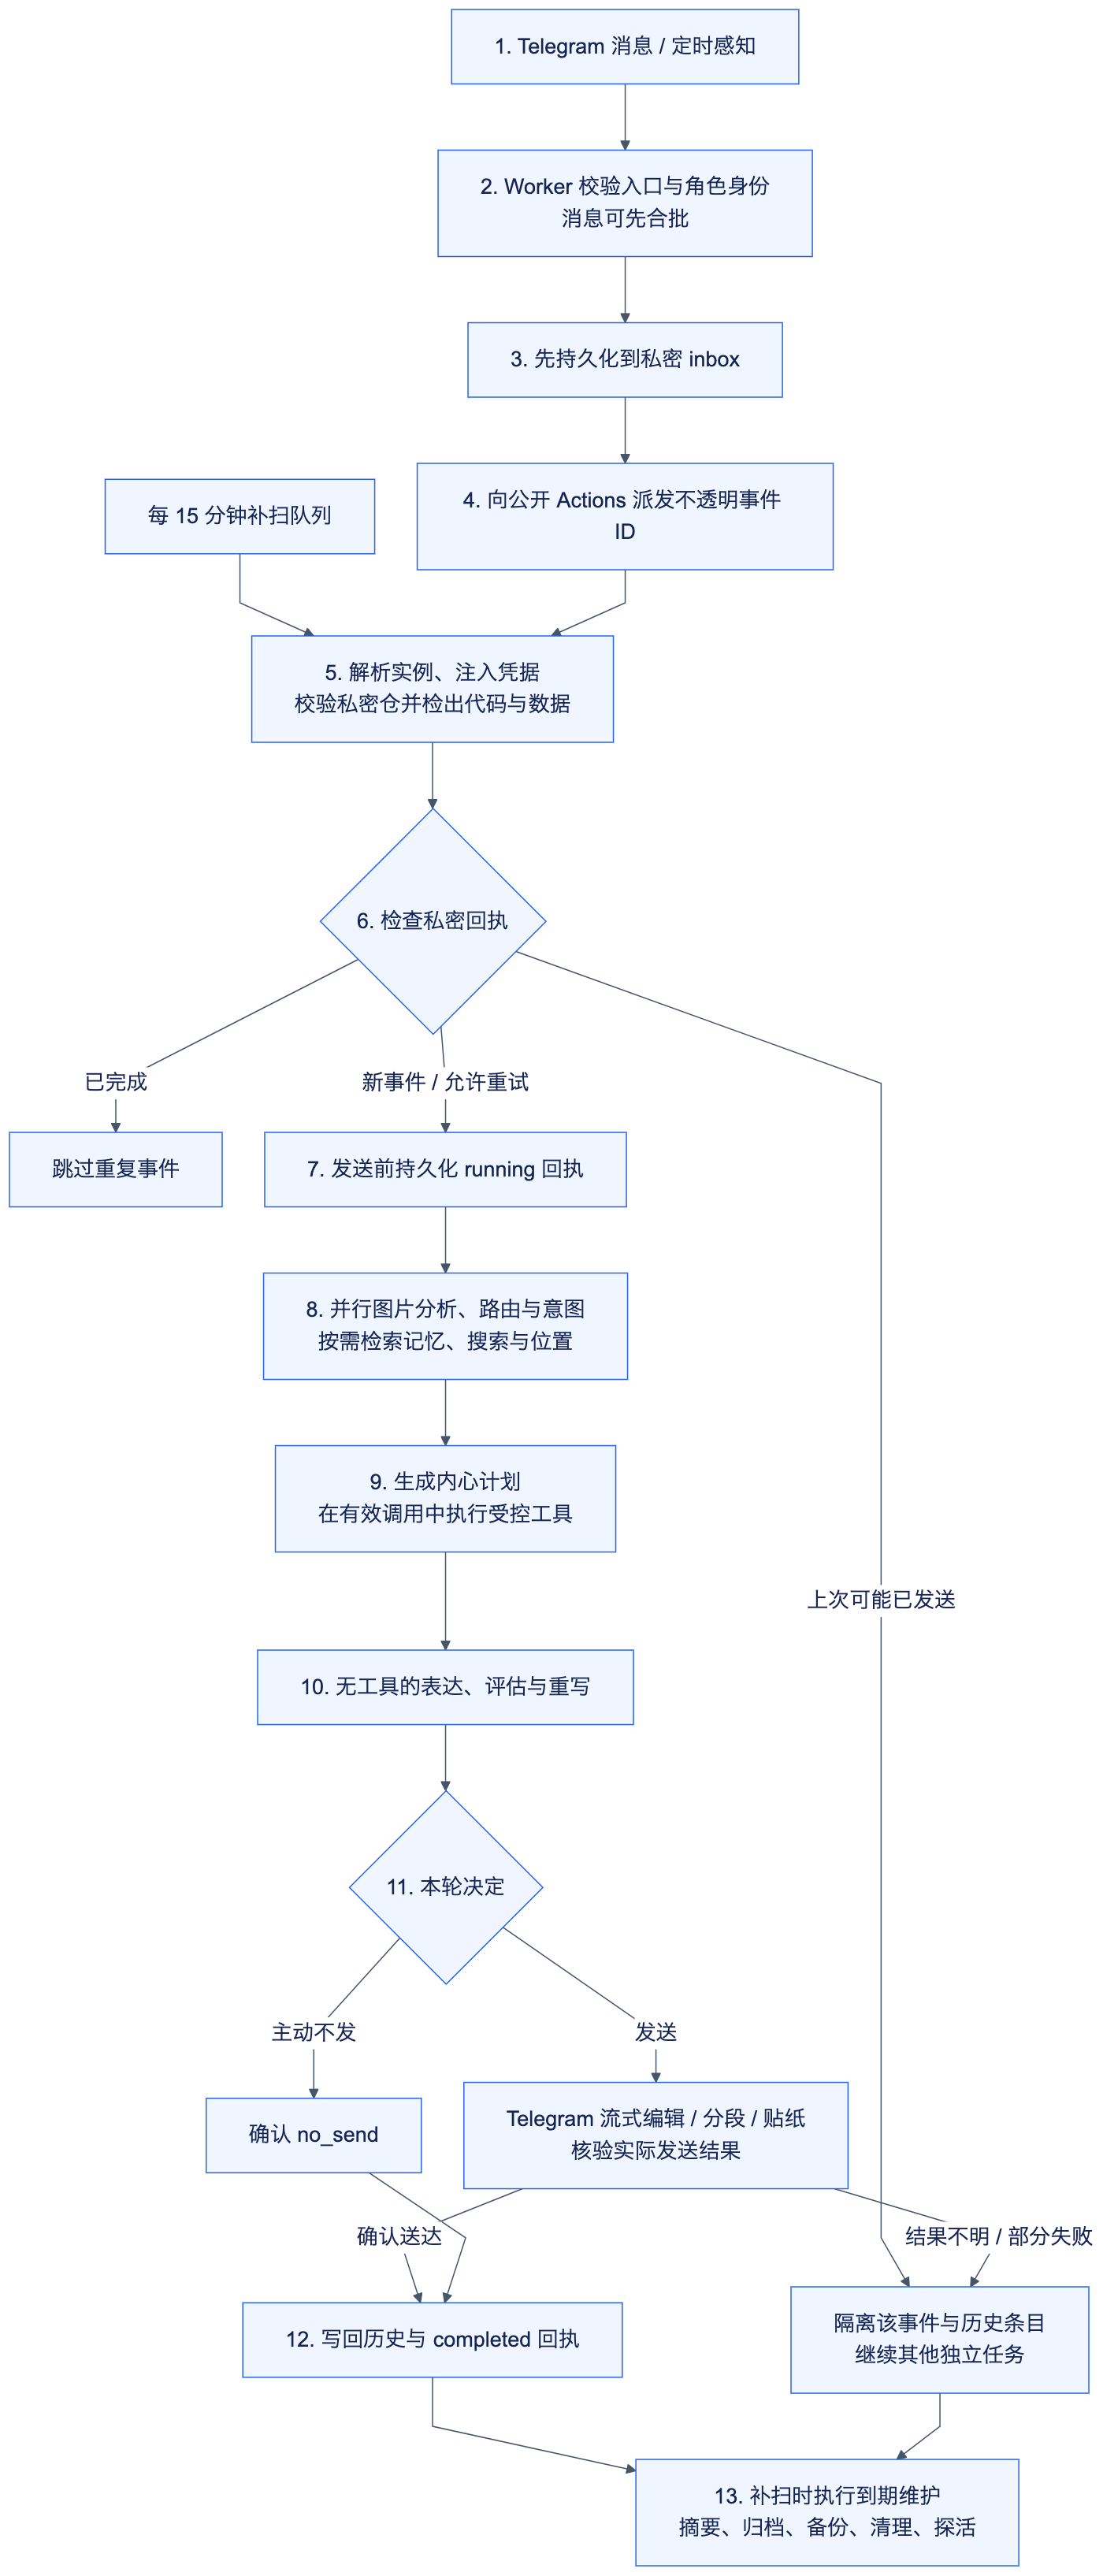 1. Telegram 消息 / 定时感知
2. Worker 校验入口与角色身份
消息可先合批
3. 先持久化到私密 inbox
4. 向公开 Actions 派发不透明事件
ID
每 15 分钟补扫队列
5. 解析实例、注入凭据
校验私密仓并检出代码与数据
6. 检查私密回执
已完成
新事件 / 允许重试
跳过重复事件
7. 发送前持久化 running 回执
8. 并行图片分析、路由与意图
按需检索记忆、搜索与位置
9. 生成内心计划
在有效调用中执行受控工具
上次可能已发送
10. 无工具的表达、评估与重写
11. 本轮决定
主动不发
发送
确认 no_send
Telegram 流式编辑 / 分段 / 贴纸
核验实际发送结果
确认送达
结果不明 / 部分失败
12. 写回历史与 completed 回执
隔离该事件与历史条目
继续其他独立任务
13. 补扫时执行到期维护
摘要、归档、备份、清理、探活